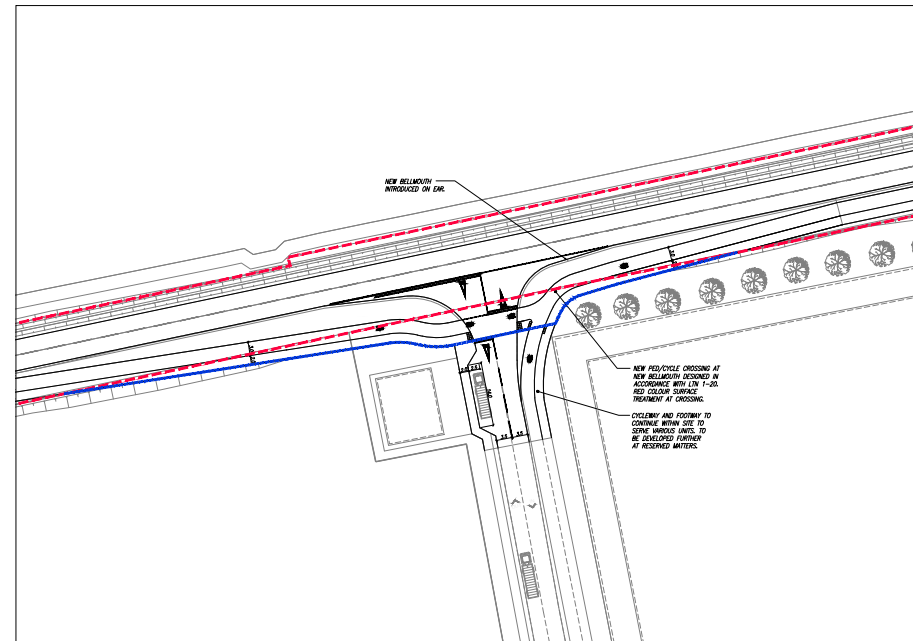 NEW BELLMOUTH
INTRODUCED ON EAR.
NEW PED/CYCLE CROSSING AT
NEW BELLMOUTH DESIGNED IN
ACCORDANCE WITH LTN 1-20.
RED COLOUR SURFACE
TREATMENT AT CROSSING.
CYCLEWAY AND FOOTWAY TO
CONTINUE WITHIN SITE TO
SERVE VARIOUS UNITS. TO
BE DEVELOPED FURTHER
AT RESERVED MATTERS.